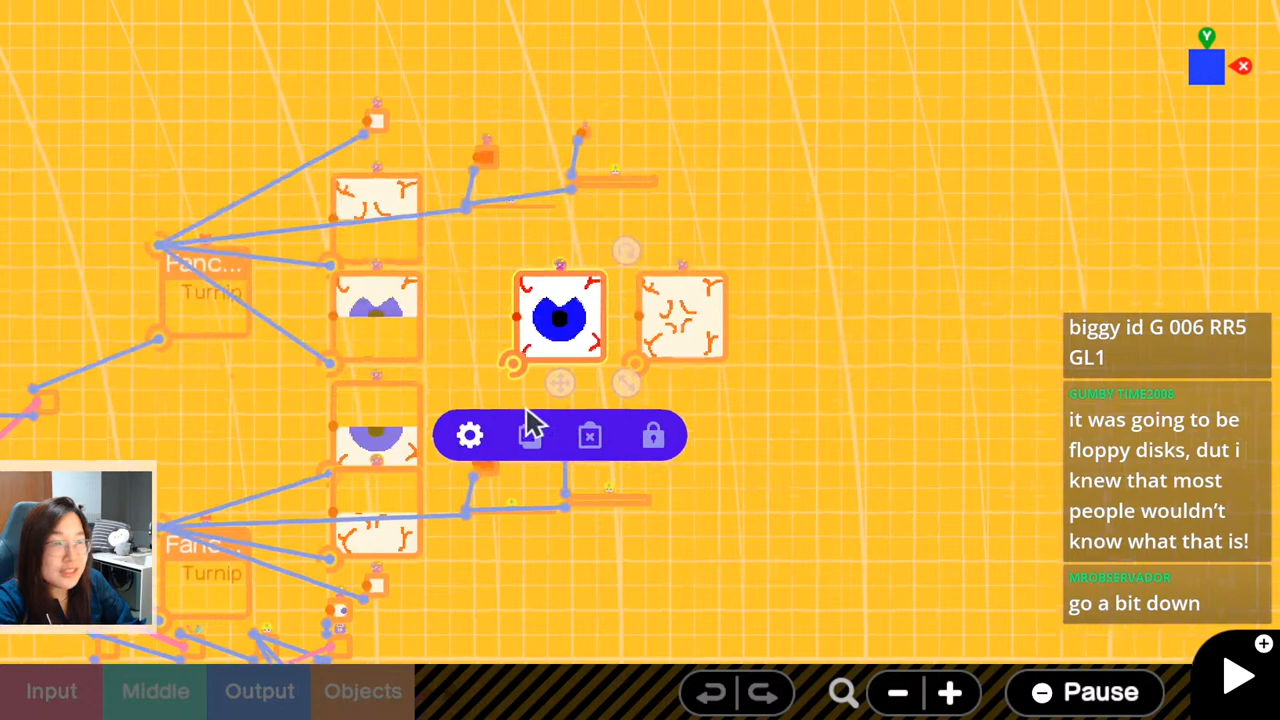 Y
X
Fanc...
Turnip
Fanc...
Turnip
biggy id G 006 RR5
GL1
GUMBY TIME2008
it was going to be
floppy disks, dut i
knew that most
people wouldn't
know what that is!
MROBSERVADOR
go a bit down
Input
Middle
Output
Objects
Pause